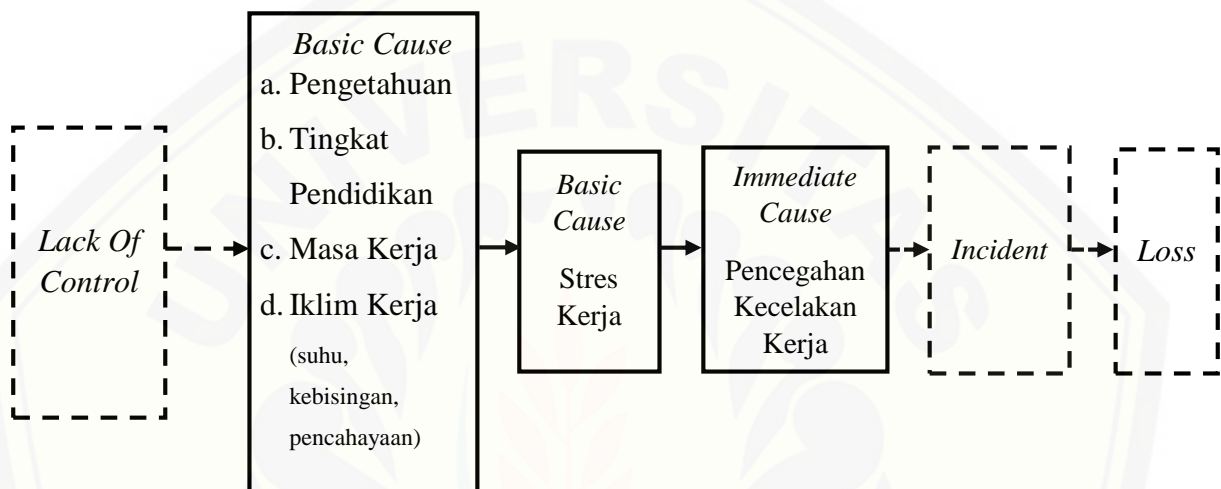 Lack Of
Control
Basic Cause
a. Pengetahuan
b. Tingkat
Pendidikan
c. Masa Kerja
d. Iklim Kerja
(suhu,
kebisingan,
pencahayaan)
Basic
Cause
Stres
Kerja
Immediate
Cause
Pencegahan
Kecelakan
Kerja
Incident
Loss
UNIVERSITAS